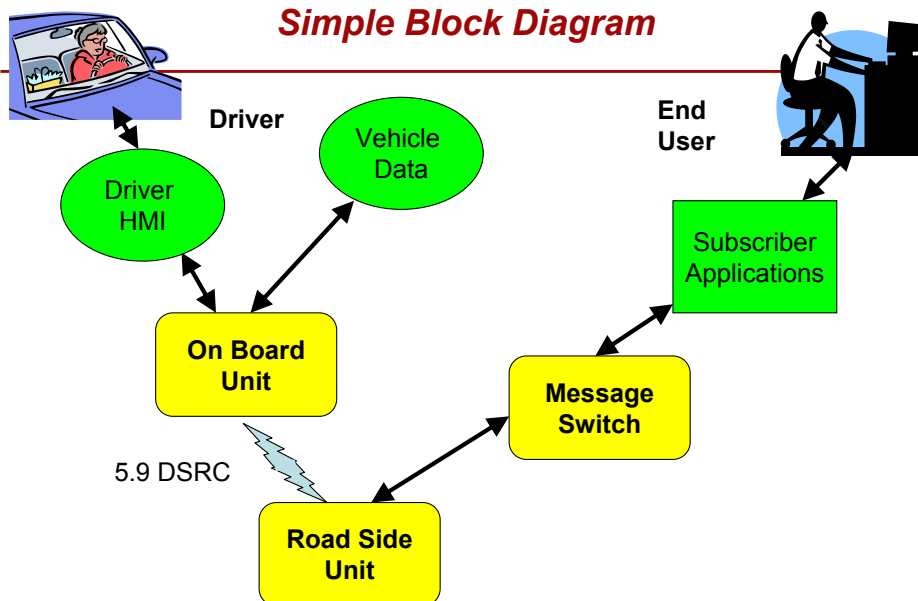 Simple Block Diagram
Driver
End
User
Vehicle
Data
Driver
HMI
Subscriber
Applications
On Board
Unit
Message
Switch
5.9 DSRC
Road Side
Unit